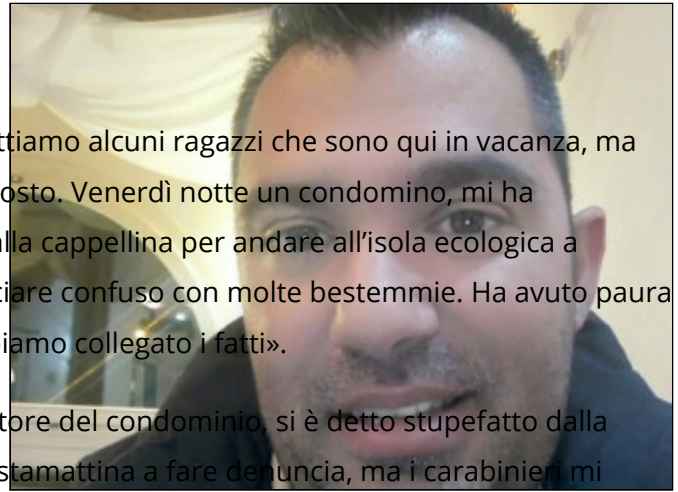 ttiamo alcuni ragazzi che sono qui in vacanza, ma
osto. Venerdì notte un condomino, mi ha
alla cappellina per andare all'isola ecologica a
ciare confuso con molte bestemmie. Ha avuto paura
iamo collegato i fatti».
tore del condominio, si è detto stupefatto dalla
stamattina a fare denuncia, ma i carabinieri mi